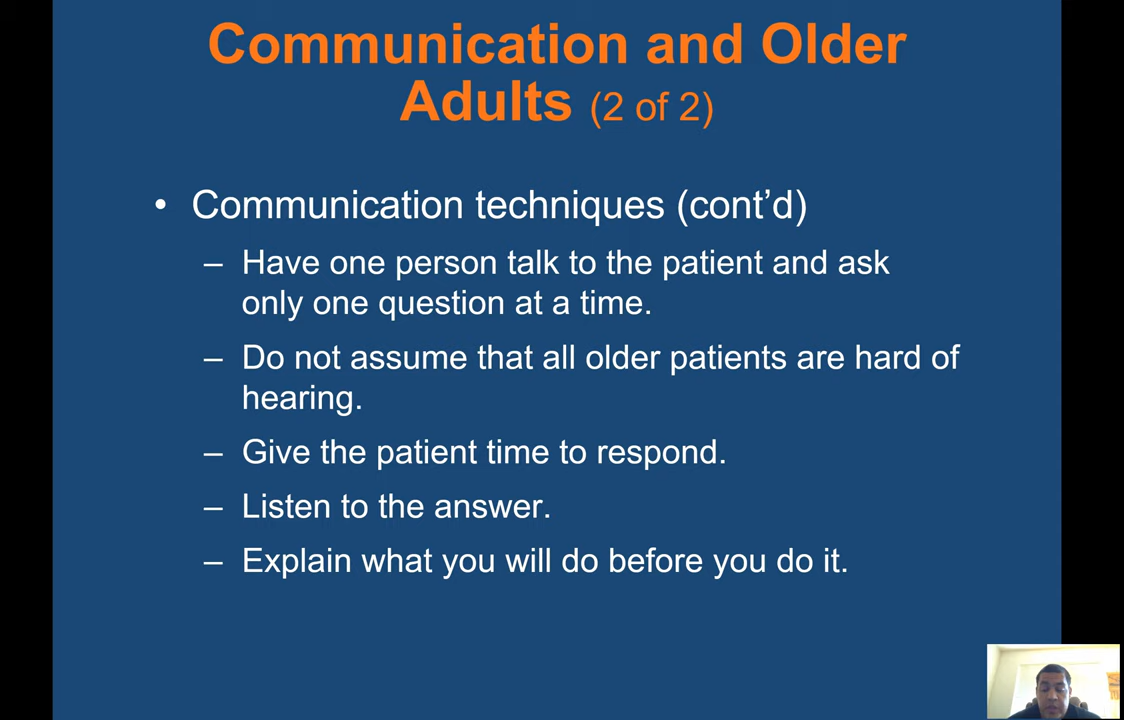 Communication and Older
Adults (2 of 2)
• Communication techniques (cont’d)
– Have one person talk to the patient and ask
only one question at a time.
– Do not assume that all older patients are hard of
hearing.
– Give the patient time to respond.
– Listen to the answer.
– Explain what you will do before you do it.